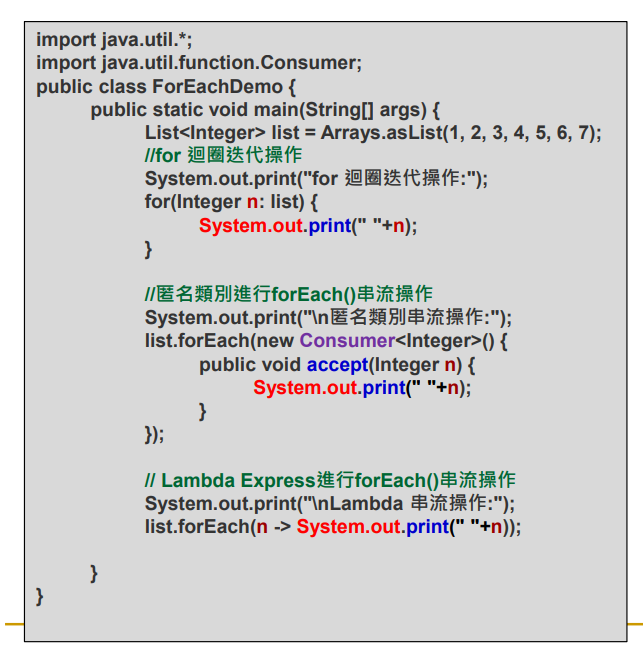 import java.util.*;
import java.util.function.Consumer;
public class ForEachDemo {
public static void main(String[] args) {
List<Integer> list = Arrays.asList(1, 2, 3, 4, 5, 6, 7);
//for 迴圈迭代操作
System.out.print("for 迴圈迭代操作:");
for(Integer n: list) {
System.out.print(" "+n);
}
//匿名類別進行forEach()串流操作
System.out.print("\n匿名類別串流操作:");
list.forEach(new Consumer<Integer>() {
public void accept(Integer n) {
System.out.print(" "+n);
}
});
// Lambda Express進行forEach()串流操作
System.out.print("\nLambda 串流操作:");
list.forEach(n -> System.out.print(" "+n));
}
}